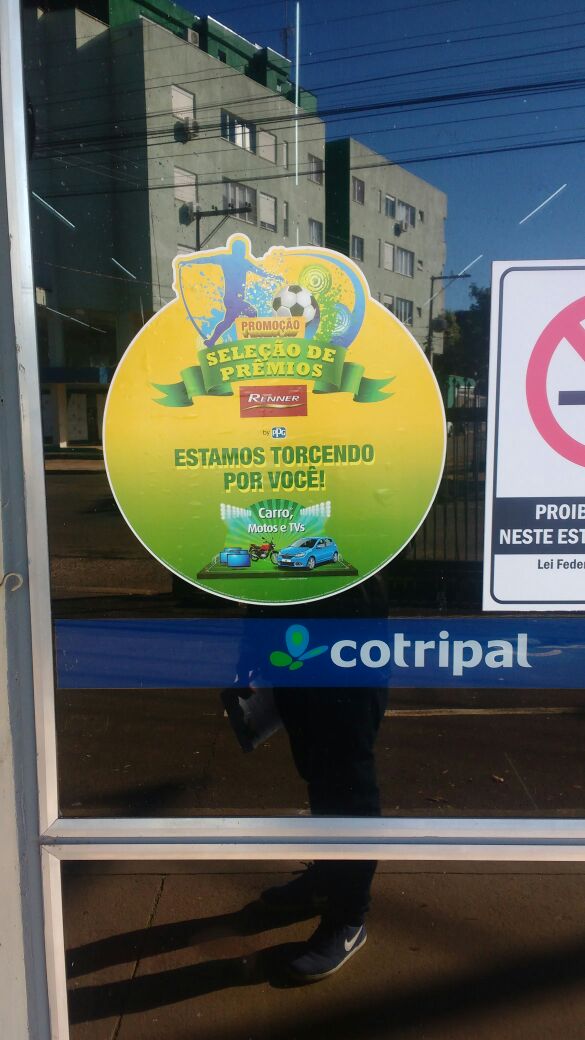 PROMOÇÃO
SELEÇÃO DE
PRÊMIOS
RENNER
by PPG
ESTAMOS TORCENDO
POR VOCÊ!
Carro,
Motos e TVs
PROIB
NESTE EST
Lei Feder
cotripal